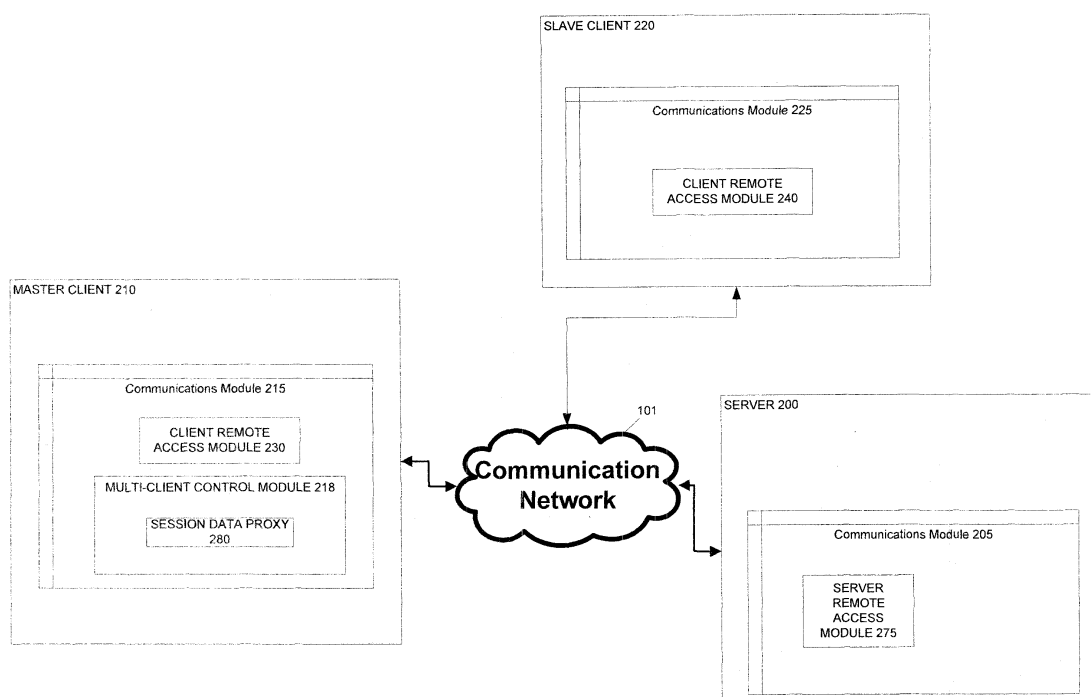 SLAVE CLIENT 220
Communications Module 225
CLIENT REMOTE
ACCESS MODULE 240
MASTER CLIENT 210
Communications Module 215
CLIENT REMOTE
ACCESS MODULE 230
MULTI-CLIENT CONTROL MODULE 218
SESSION DATA PROXY
280
101
Communication
Network
SERVER 200
Communications Module 205
SERVER
REMOTE
ACCESS
MODULE 275